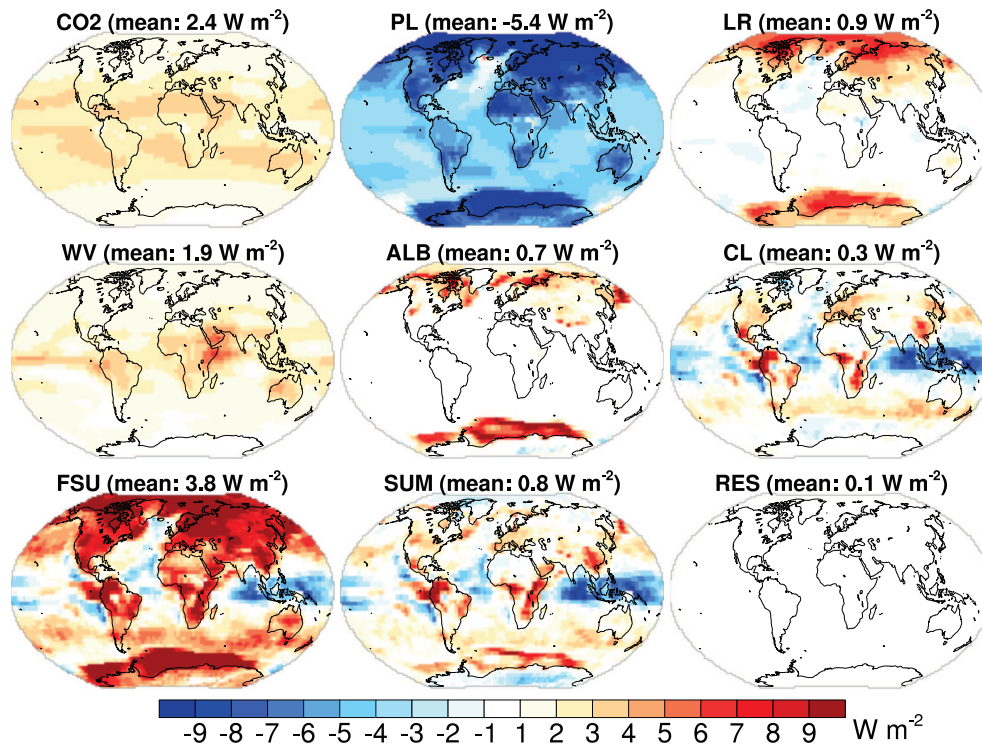 CO2 (mean: 2.4 W m⁻²)
PL (mean: -5.4 W m⁻²)
LR (mean: 0.9 W m⁻²)
WV (mean: 1.9 W m⁻²)
ALB (mean: 0.7 W m⁻²)
CL (mean: 0.3 W m⁻²)
FSU (mean: 3.8 W m⁻²)
SUM (mean: 0.8 W m⁻²)
RES (mean: 0.1 W m⁻²)
-9 -8 -7 -6 -5 -4 -3 -2 -1 1 2 3 4 5 6 7 8 9 W m⁻²